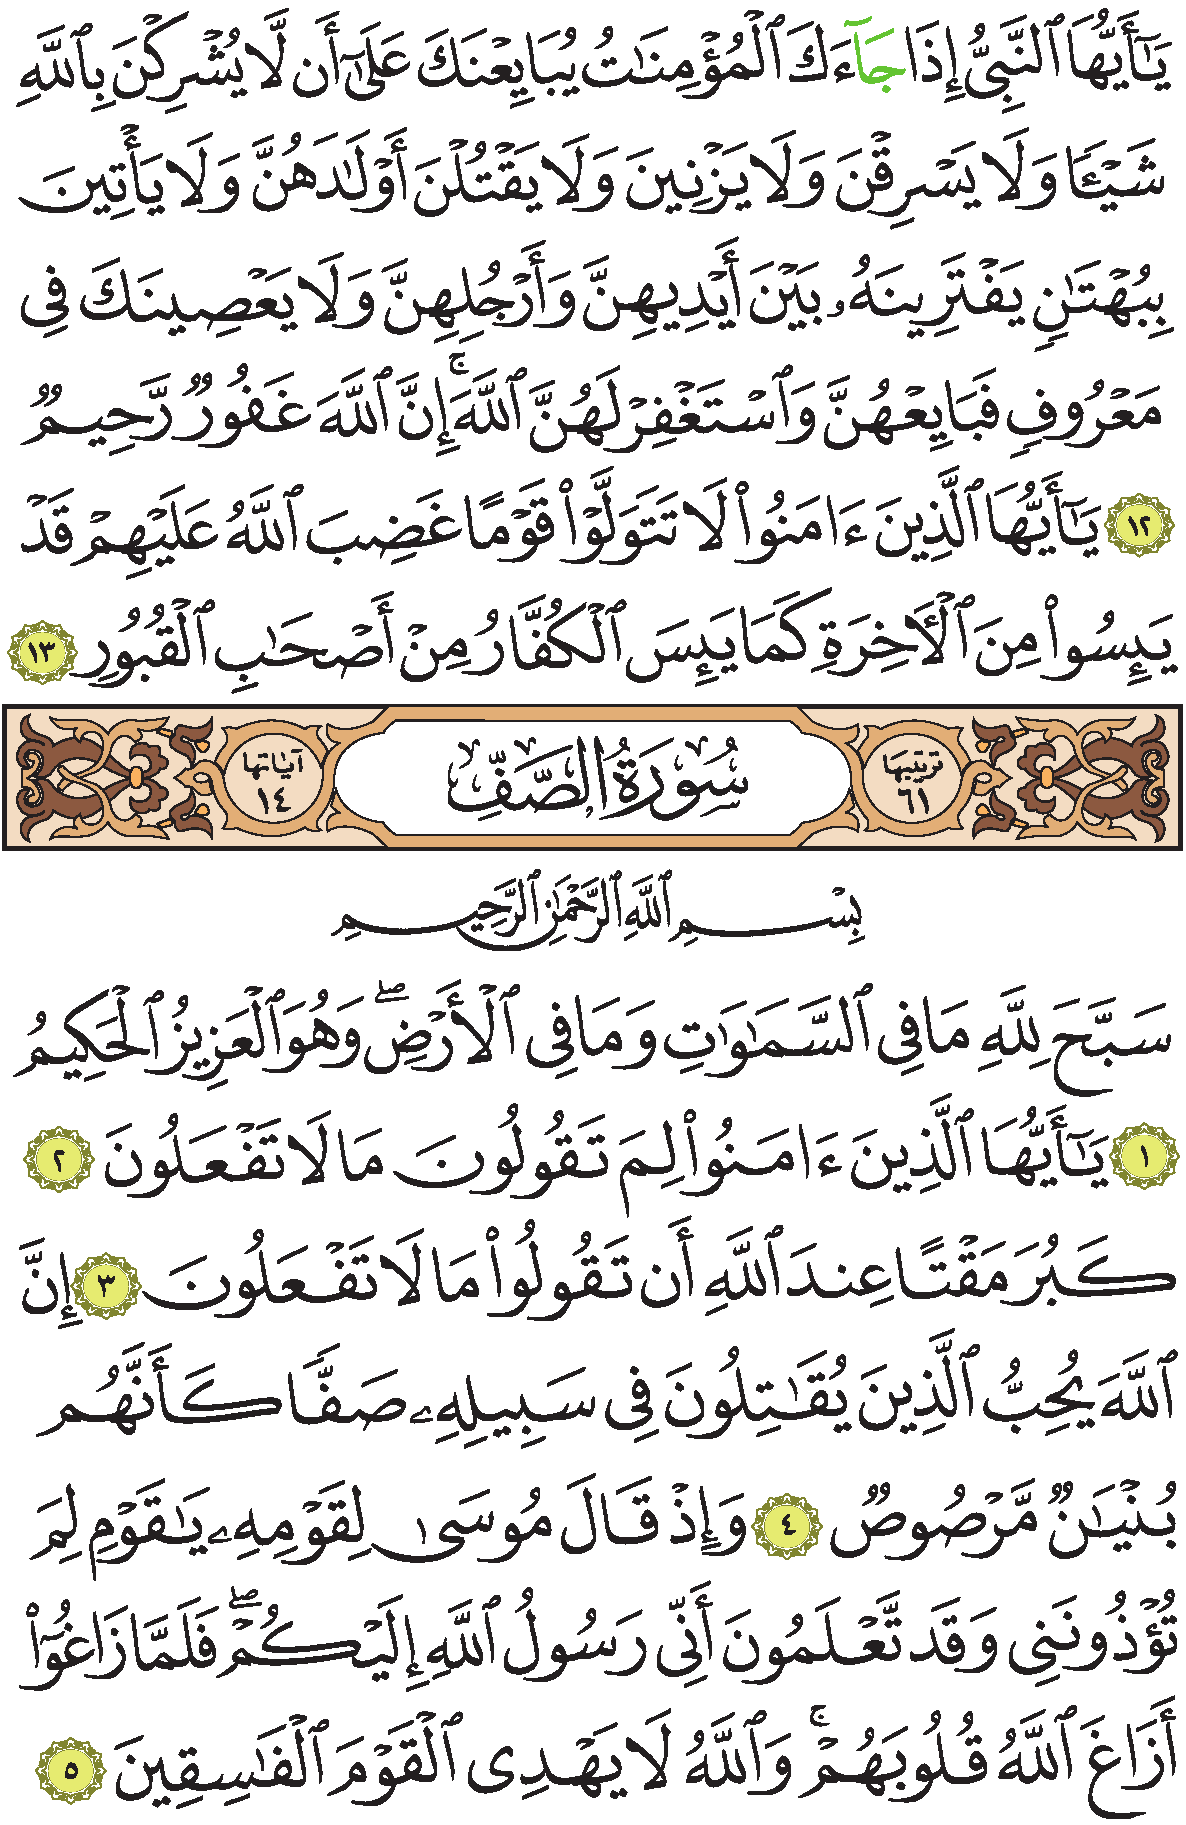 يَٰٓأَيُّهَا ٱلنَّبِىُّ إِذَا جَآءَكَ ٱلْمُؤْمِنَٰتُ يُبَايِعْنَكَ عَلَىٰٓ أَن لَّا يُشْرِكْنَ بِٱللَّهِ
شَيْـًٔا وَلَا يَسْرِقْنَ وَلَا يَزْنِينَ وَلَا يَقْتُلْنَ أَوْلَٰدَهُنَّ وَلَا يَأْتِينَ
بِبُهْتَٰنٍ يَفْتَرِينَهُۥ بَيْنَ أَيْدِيهِنَّ وَأَرْجُلِهِنَّ وَلَا يَعْصِينَكَ فِى
مَعْرُوفٍ فَبَايِعْهُنَّ وَٱسْتَغْفِرْ لَهُنَّ ٱللَّهَ ۚ إِنَّ ٱللَّهَ غَفُورٌ رَّحِيمٌ
١٢ يَٰٓأَيُّهَا ٱلَّذِينَ ءَامَنُوا۟ لَا تَتَوَلَّوْا۟ قَوْمًا غَضِبَ ٱللَّهُ عَلَيْهِمْ قَدْ
يَئِسُوا۟ مِنَ ٱلْـَٔاخِرَةِ كَمَا يَئِسَ ٱلْكُفَّارُ مِنْ أَصْحَٰبِ ٱلْقُبُورِ ١٣
ترتيبها ٦١ سُورَةُ الصَّفِّ آياتها ١٤
بِسْمِ ٱللَّهِ ٱلرَّحْمَٰنِ ٱلرَّحِيمِ
سَبَّحَ لِلَّهِ مَا فِى ٱلسَّمَٰوَٰتِ وَمَا فِى ٱلْأَرْضِ ۖ وَهُوَ ٱلْعَزِيزُ ٱلْحَكِيمُ
١ يَٰٓأَيُّهَا ٱلَّذِينَ ءَامَنُوا۟ لِمَ تَقُولُونَ مَا لَا تَفْعَلُونَ ٢
كَبُرَ مَقْتًا عِندَ ٱللَّهِ أَن تَقُولُوا۟ مَا لَا تَفْعَلُونَ ٣ إِنَّ
ٱللَّهَ يُحِبُّ ٱلَّذِينَ يُقَٰتِلُونَ فِى سَبِيلِهِۦ صَفًّا كَأَنَّهُم
بُنْيَٰنٌ مَّرْصُوصٌ ٤ وَإِذْ قَالَ مُوسَىٰ لِقَوْمِهِۦ يَٰقَوْمِ لِمَ
تُؤْذُونَنِى وَقَد تَّعْلَمُونَ أَنِّى رَسُولُ ٱللَّهِ إِلَيْكُمْ ۖ فَلَمَّا زَاغُوٓا۟
أَزَاغَ ٱللَّهُ قُلُوبَهُمْ ۚ وَٱللَّهُ لَا يَهْدِى ٱلْقَوْمَ ٱلْفَٰسِقِينَ ٥